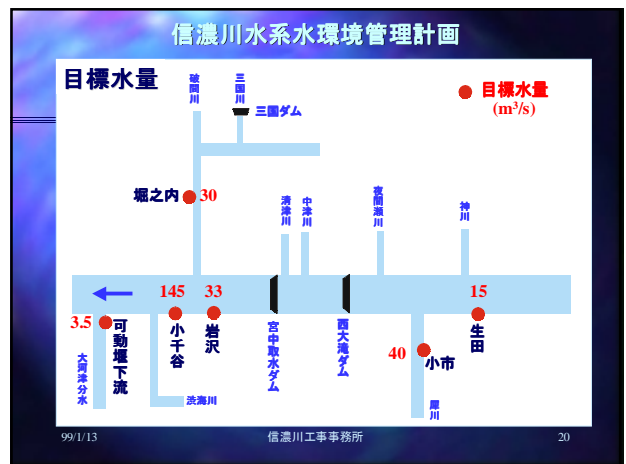 信濃川水系水環境管理計画
目標水量
目標水量
(m³/s)
破間川
三国川
三国ダム
堀之内
30
清津川
中津川
夜間瀬川
神川
145
33
15
3.5
可動堰下流
小千谷
岩沢
宮中取水ダム
西大滝ダム
生田
40
小市
大河津分水
渋海川
犀川
99/1/13
信濃川工事事務所
20